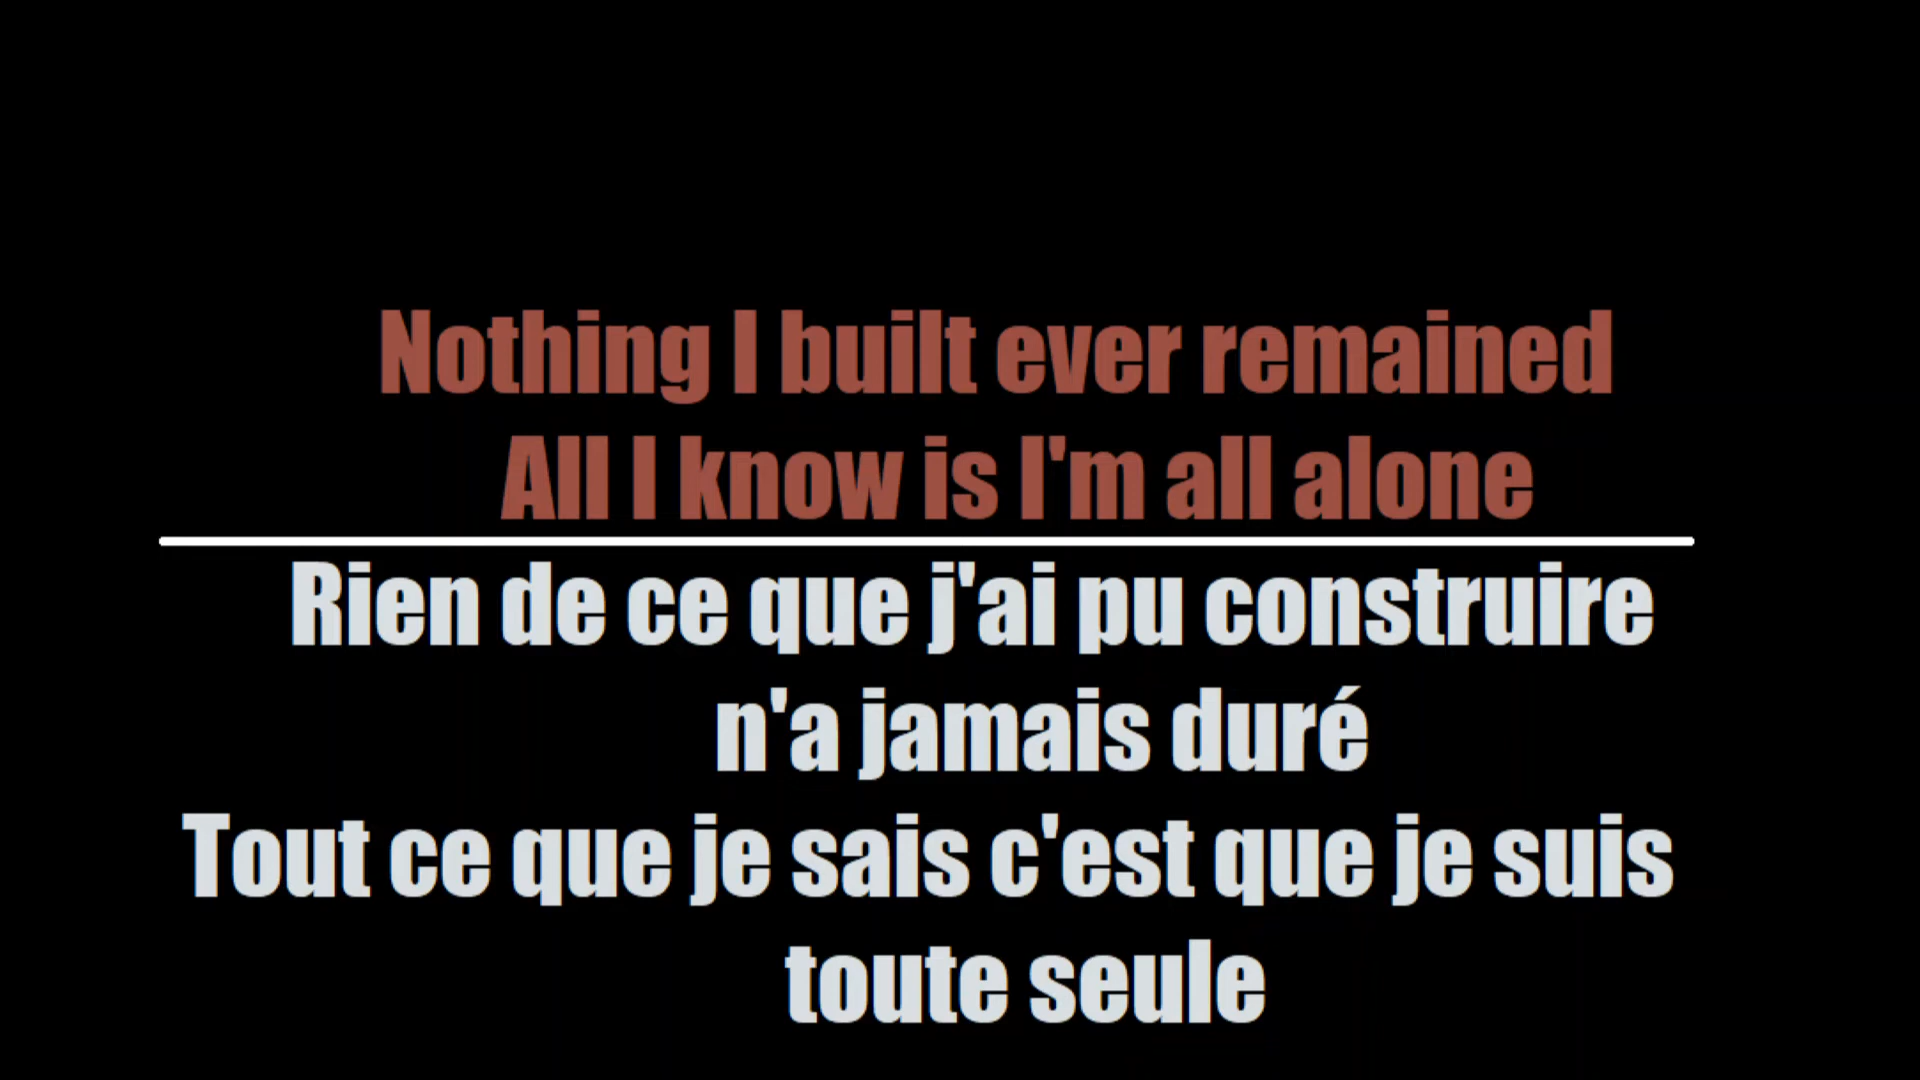 Nothing I built ever remained
All I know is I'm all alone
Rien de ce que j'ai pu construire
n'a jamais duré
Tout ce que je sais c'est que je suis
toute seule